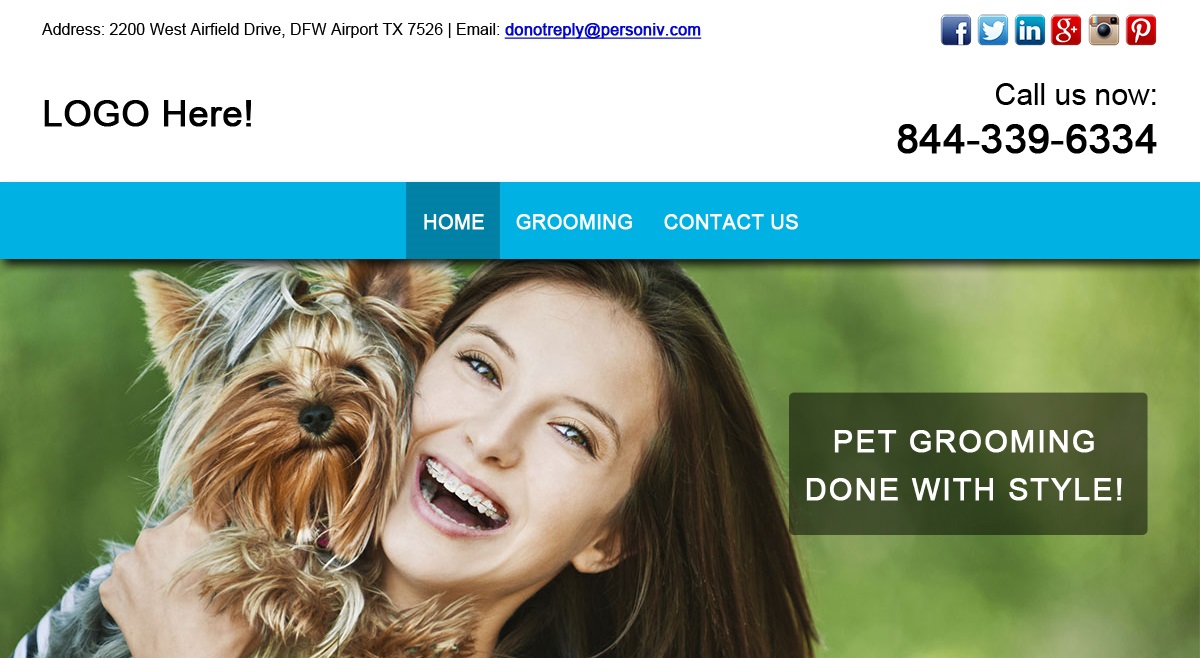 Address: 2200 West Airfield Drive, DFW Airport TX 7526 | Email: donotreply@personiv.com
LOGO Here!
Call us now:
844-339-6334
HOME GROOMING CONTACT US
PET GROOMING
DONE WITH STYLE!